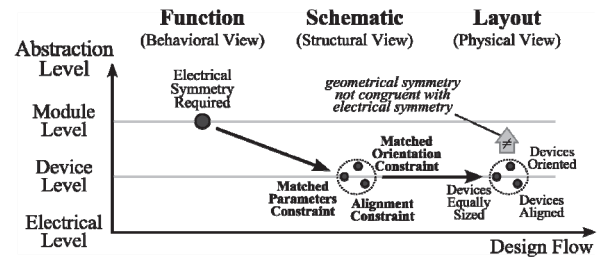 Function
(Behavioral View)
Schematic
(Structural View)
Layout
(Physical View)
Abstraction
Level
Electrical
Symmetry
Required
geometrical symmetry
not congruent with
electrical symmetry
Module
Level
≠
Matched
Orientation
Constraint
Devices
Oriented
Device
Level
Matched
Parameters
Constraint
Alignment
Constraint
Devices
Equally
Sized
Devices
Aligned
Electrical
Level
Design Flow